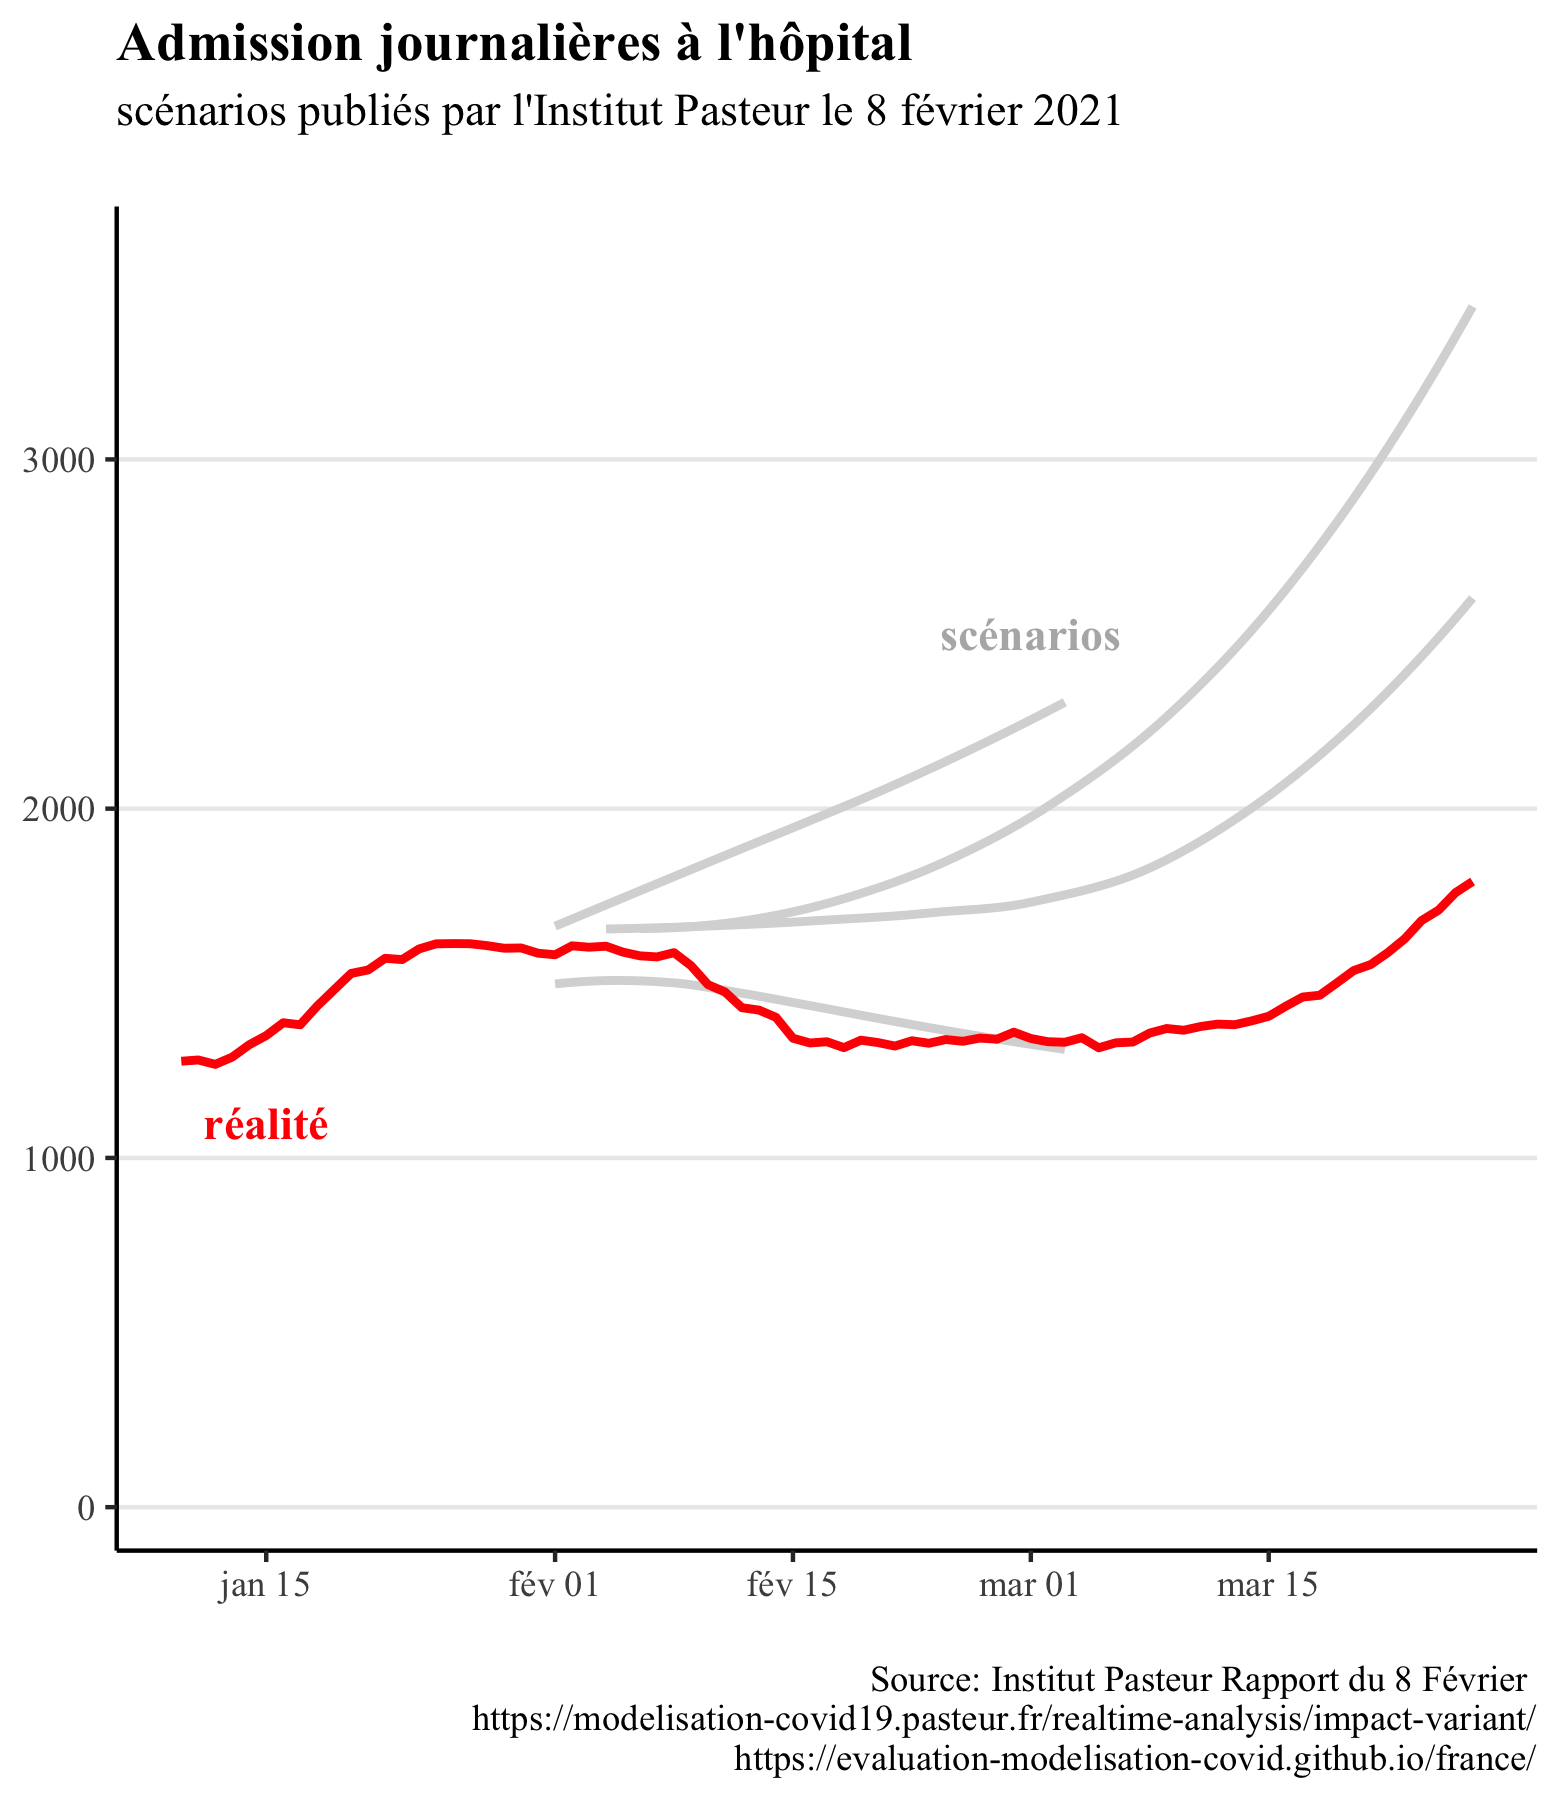 Admission journalières à l'hôpital
scénarios publiés par l'Institut Pasteur le 8 février 2021
3000
scénarios
2000
réalité
1000
0
jan 15 fév 01 fév 15 mar 01 mar 15
Source: Institut Pasteur Rapport du 8 Février
https://modelisation-covid19.pasteur.fr/realtime-analysis/impact-variant/
https://evaluation-modelisation-covid.github.io/france/